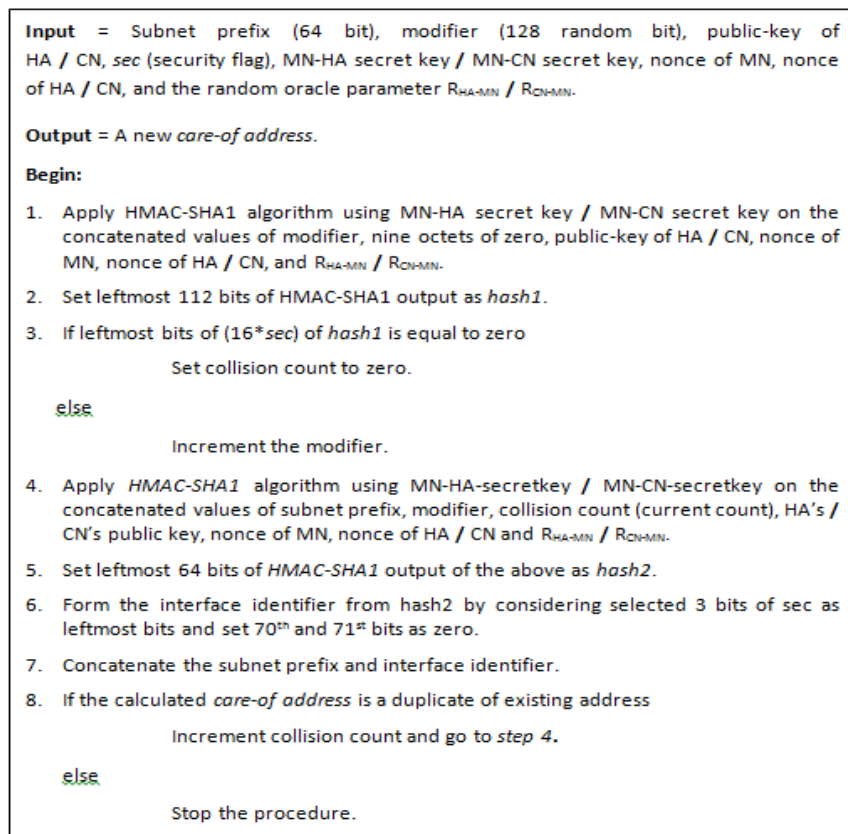 Input = Subnet prefix (64 bit), modifier (128 random bit), public-key of
HA / CN, sec (security flag), MN-HA secret key / MN-CN secret key, nonce of MN, nonce
of HA / CN, and the random oracle parameter RHA-MN / RCN-MN.
Output = A new care-of address.
Begin:
1. Apply HMAC-SHA1 algorithm using MN-HA secret key / MN-CN secret key on the
concatenated values of modifier, nine octets of zero, public-key of HA / CN, nonce of
MN, nonce of HA / CN, and RHA-MN / RCN-MN.
2. Set leftmost 112 bits of HMAC-SHA1 output as hash1.
3. If leftmost bits of (16*sec) of hash1 is equal to zero
Set collision count to zero.
else
Increment the modifier.
4. Apply HMAC-SHA1 algorithm using MN-HA-secretkey / MN-CN-secretkey on the
concatenated values of subnet prefix, modifier, collision count (current count), HA's /
CN's public key, nonce of MN, nonce of HA / CN and RHA-MN / RCN-MN.
5. Set leftmost 64 bits of HMAC-SHA1 output of the above as hash2.
6. Form the interface identifier from hash2 by considering selected 3 bits of sec as
leftmost bits and set 70th and 71st bits as zero.
7. Concatenate the subnet prefix and interface identifier.
8. If the calculated care-of address is a duplicate of existing address
Increment collision count and go to step 4.
else
Stop the procedure.